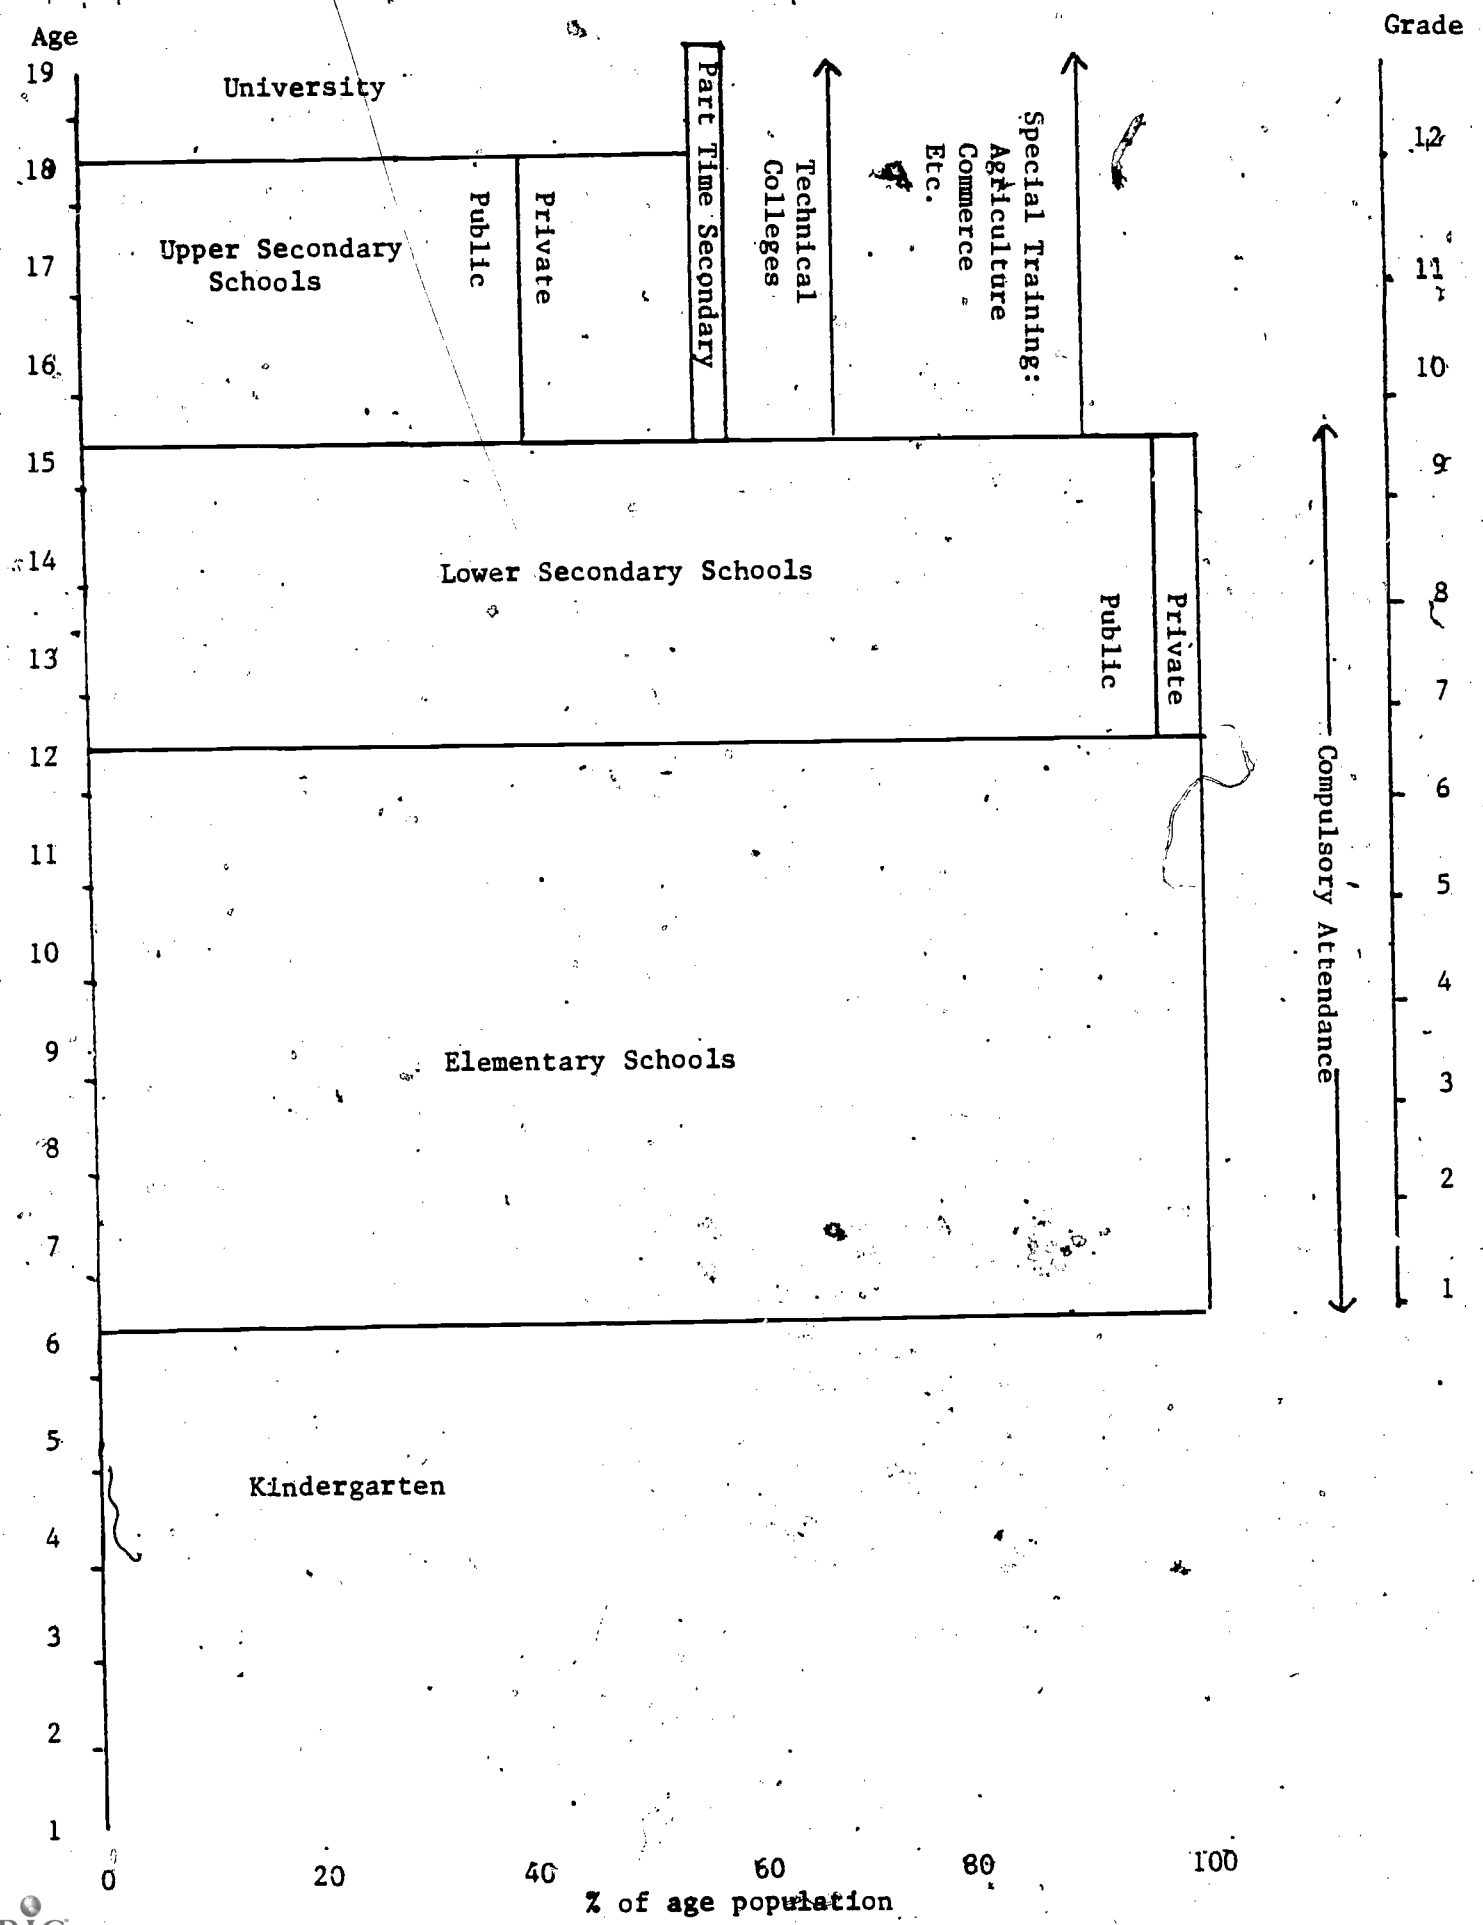 Age
Grade
19
University
12
18
Upper Secondary
Schools
Public
Private
Part Time Secondary
Technical
Colleges
Special Training:
Agriculture
Commerce
Etc.
17
11
16
10
15
9
14
Lower Secondary Schools
8
Public
Private
13
7
12
6
Compulsory Attendance
11
5
10
4
9
Elementary Schools
3
8
2
7
1
6
5
Kindergarten
4
3
2
1
0 20 40 60 80 100
% of age population